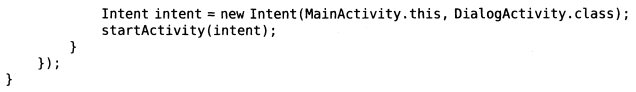 Intent intent = new Intent(MainActivity.this, DialogActivity.class);
            startActivity(intent);
        }
    });
}